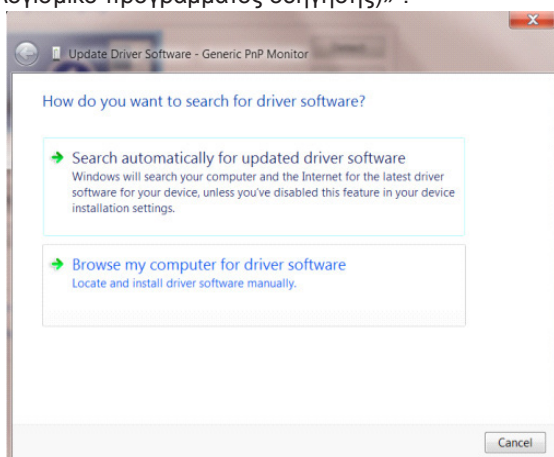 προγράμματος οδήγησης)» .
Update Driver Software - Generic PnP Monitor
How do you want to search for driver software?
Search automatically for updated driver software
Windows will search your computer and the Internet for the latest driver
software for your device, unless you've disabled this feature in your device
installation settings.
Browse my computer for driver software
Locate and install driver software manually.
Cancel